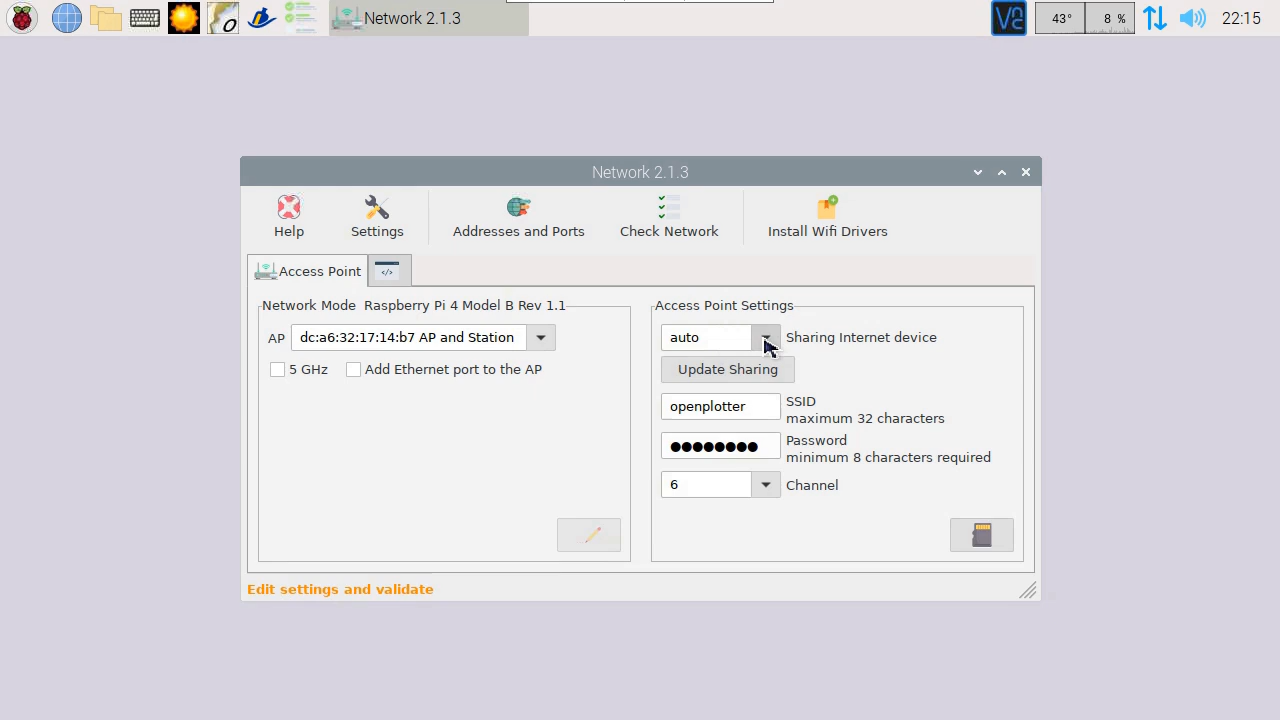 Network 2.1.3
43°
8 %
22:15
Network 2.1.3
Help
Settings
Addresses and Ports
Check Network
Install Wifi Drivers
Access Point
Network Mode Raspberry Pi 4 Model B Rev 1.1
AP dc:a6:32:17:14:b7 AP and Station
5 GHz
Add Ethernet port to the AP
Access Point Settings
auto Sharing Internet device
Update Sharing
openplotter SSID
maximum 32 characters
●●●●●●●● Password
minimum 8 characters required
6 Channel
Edit settings and validate